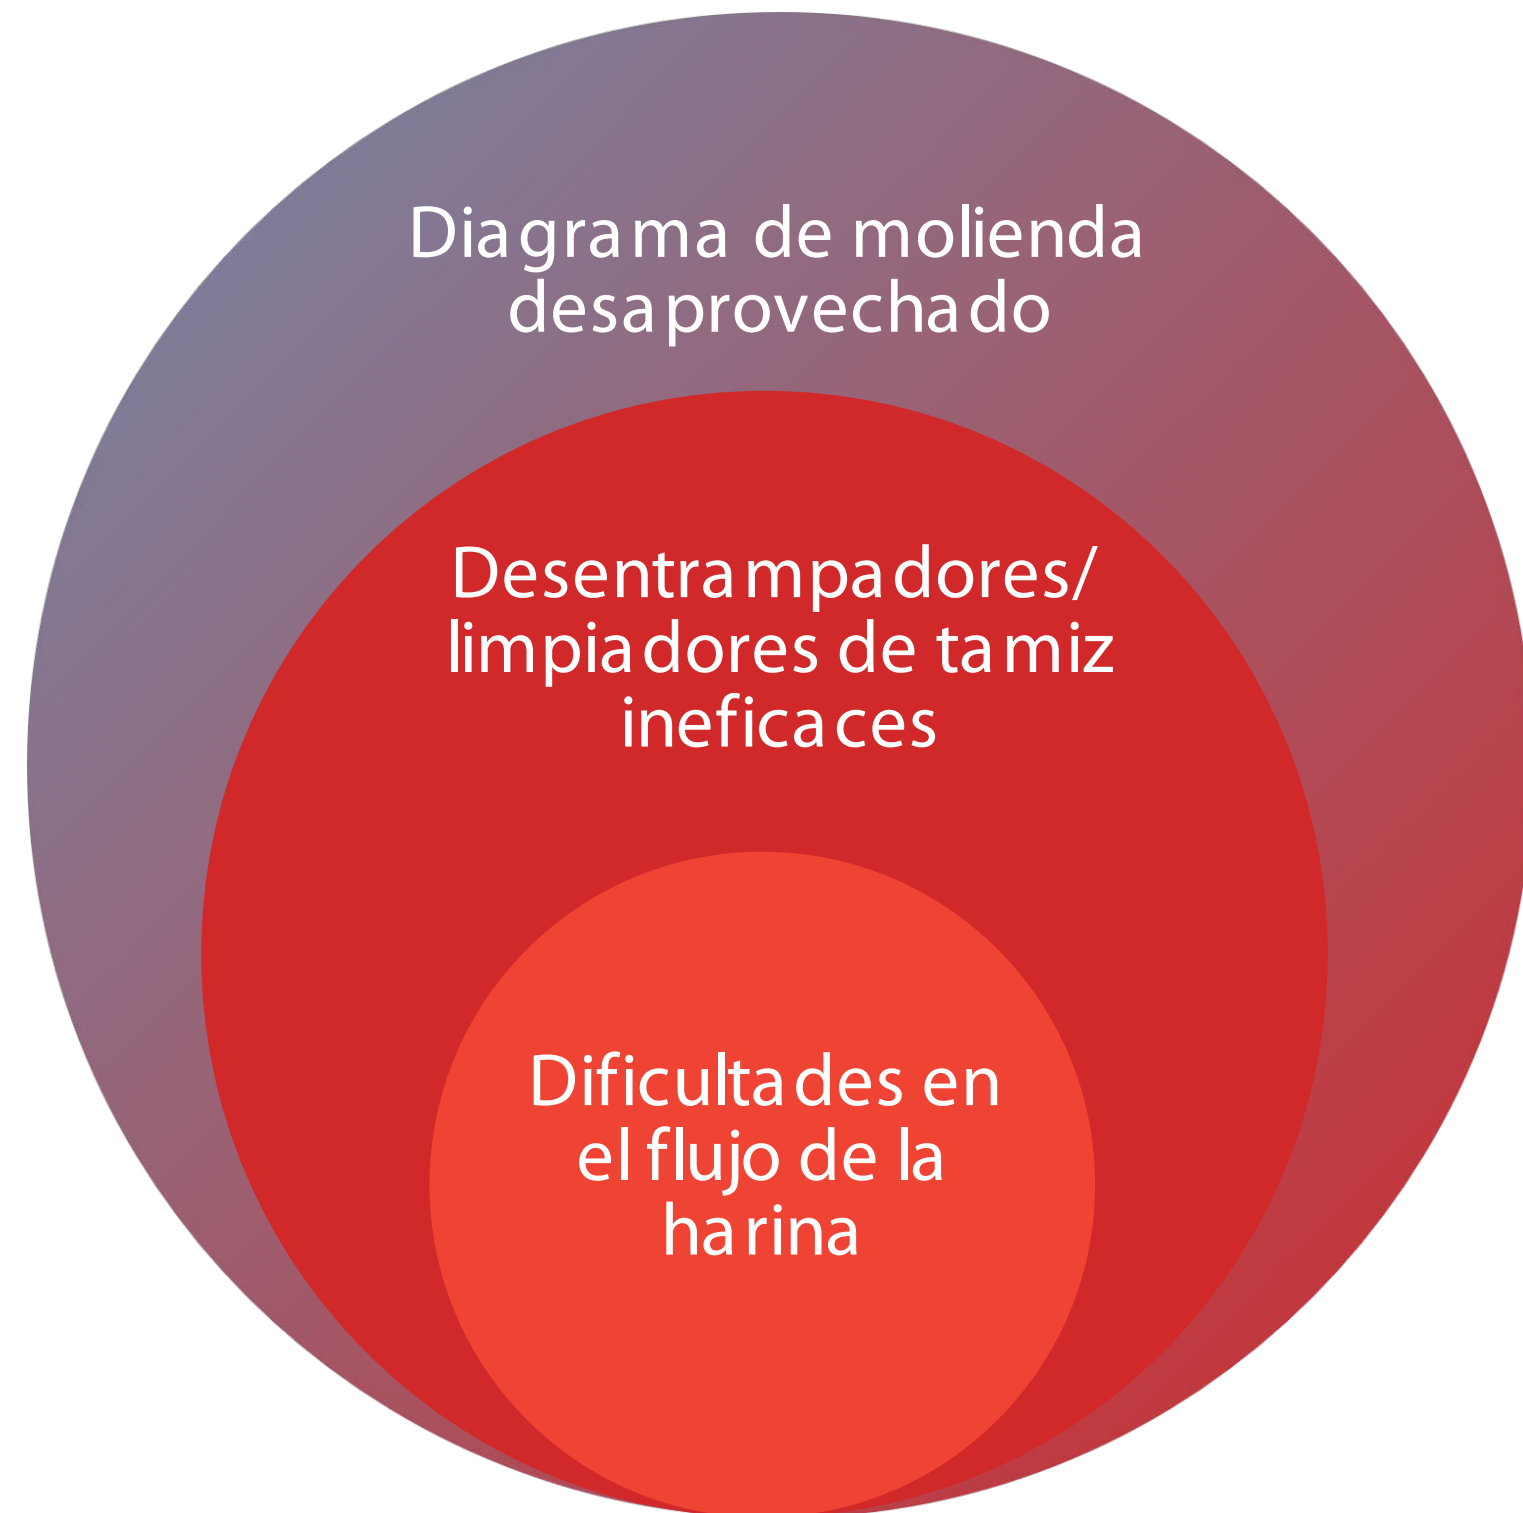 Diagrama de molienda
desaprovechado
Desentrampadores/
limpiadores de tamiz
ineficaces
Dificultades en
el flujo de la
harina